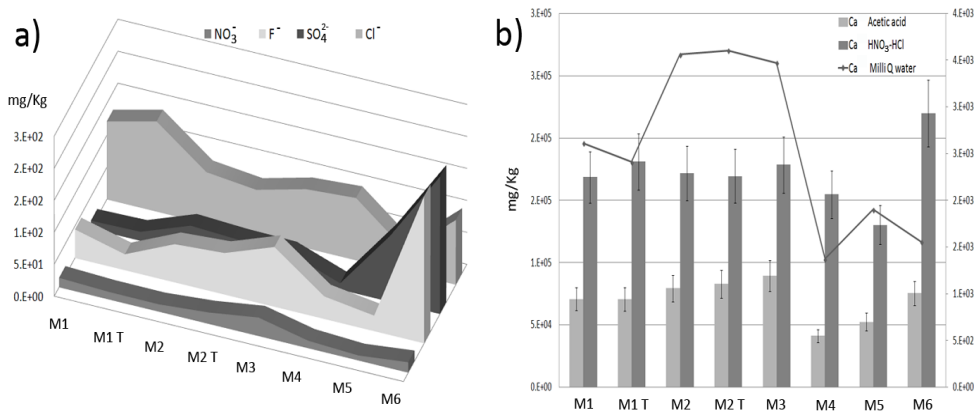 a)
NO₃⁻ F⁻ SO₄²⁻ Cl⁻
mg/Kg
3.E+02
2.E+02
2.E+02
1.E+02
5.E+01
0.E+00
M1
M1 T
M2
M2 T
M3
M4
M5
M6
b)
Ca Acetic acid
Ca HNO₃-HCl
Ca Milli Q water
mg/Kg
3.E+05
3.E+05
2.E+05
2.E+05
1.E+05
5.E+04
0.E+00
4.E+03
4.E+03
3.E+03
3.E+03
2.E+03
2.E+03
1.E+03
5.E+02
0.E+00
M1 M1 T M2 M2 T M3 M4 M5 M6